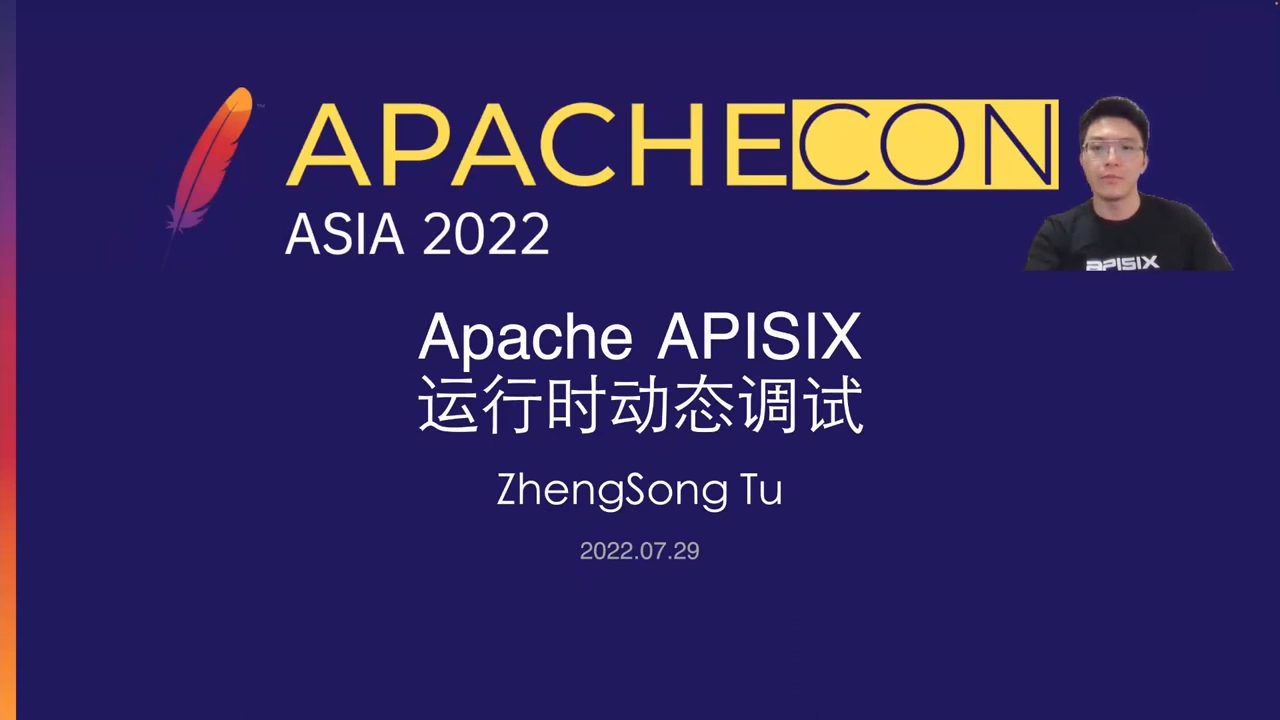 APACHECON
ASIA 2022
APISIX
Apache APISIX
运行时动态调试
ZhengSong Tu
2022.07.29